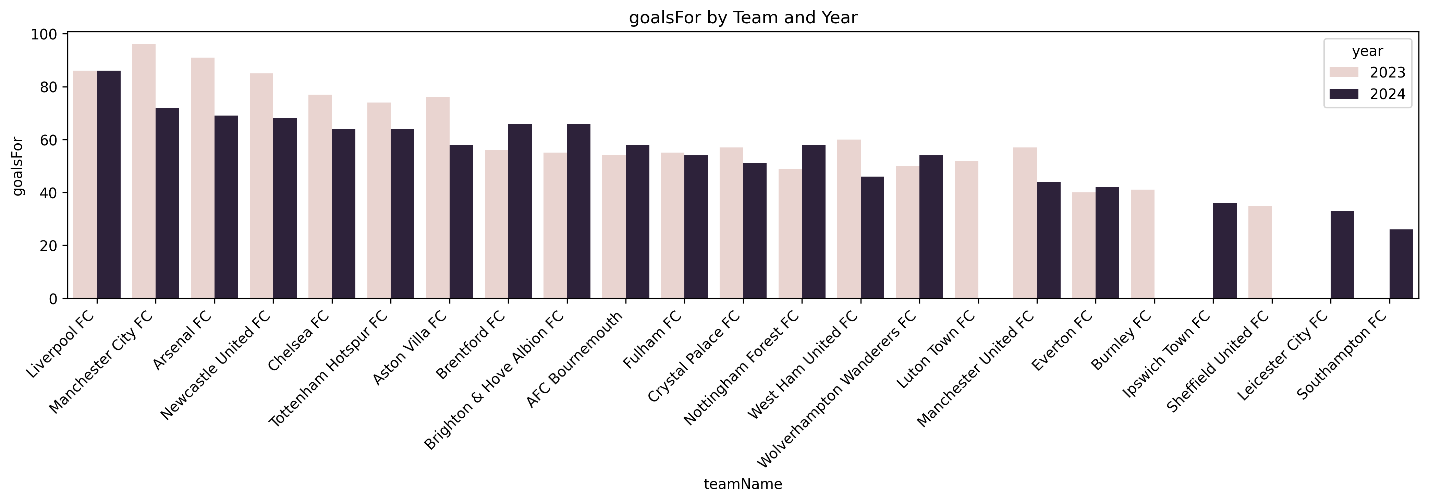 goalsFor by Team and Year
year
2023
2024
goalsFor
100
80
60
40
20
0
Liverpool FC
Manchester City FC
Arsenal FC
Newcastle United FC
Chelsea FC
Tottenham Hotspur FC
Aston Villa FC
Brentford FC
Brighton & Hove Albion FC
AFC Bournemouth
Fulham FC
Crystal Palace FC
Nottingham Forest FC
West Ham United FC
Wolverhampton Wanderers FC
Luton Town FC
Manchester United FC
Everton FC
Burnley FC
Ipswich Town FC
Sheffield United FC
Leicester City FC
Southampton FC
teamName